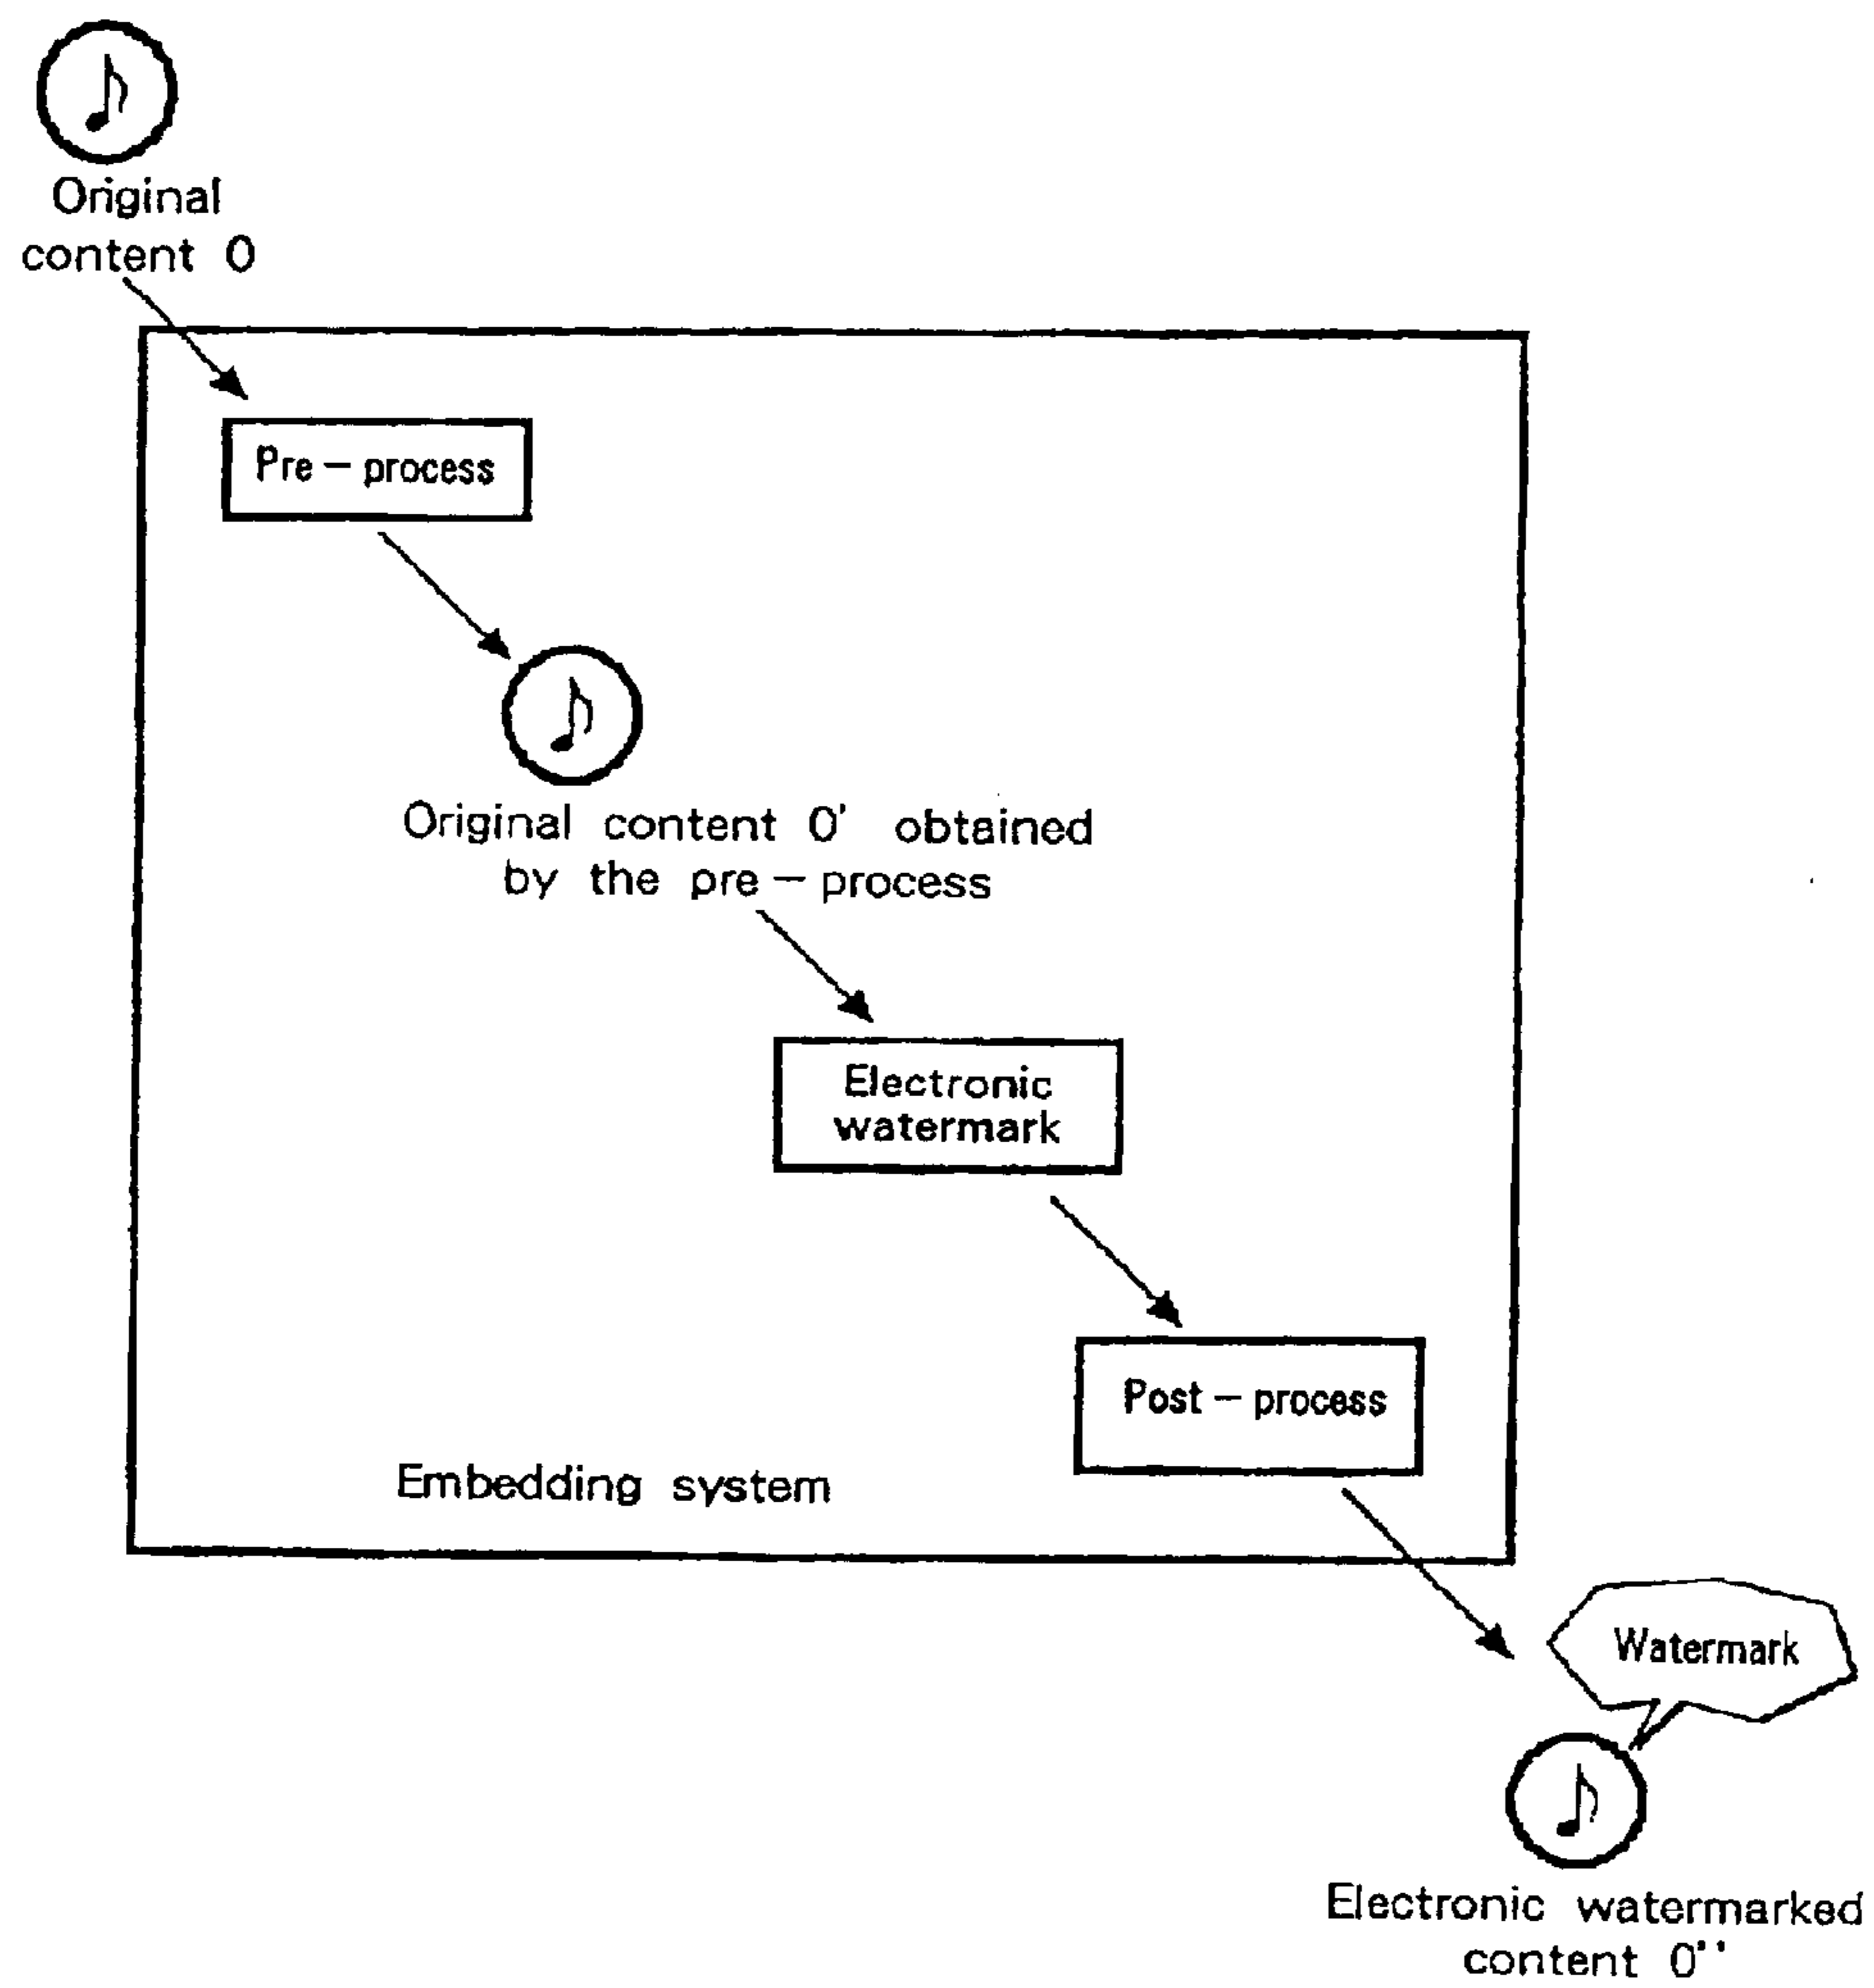 Original
content O
Pre - process
Original content O' obtained
by the pre - process
Electronic
watermark
Post - process
Embedding system
Watermark
Electronic watermarked
content O''